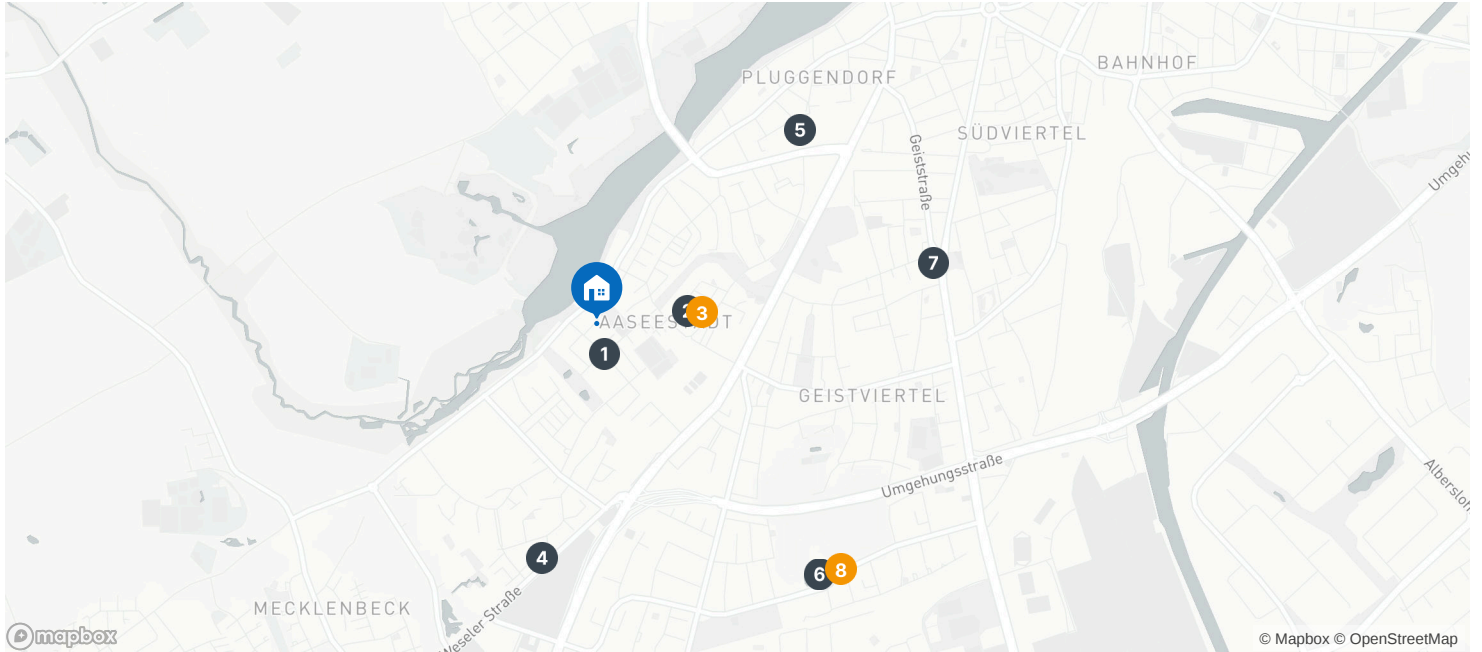 BAHNHOF
PLUGGENDORF
5
SÜDVIERTEL
Geiststraße
Umgehu
7
2
3
AASEESTADT
1
GEISTVIERTEL
Umgehungsstraße
Albersloh
4
6
8
MECKLENBECK
Weseler Straße
mapbox
© Mapbox © OpenStreetMap